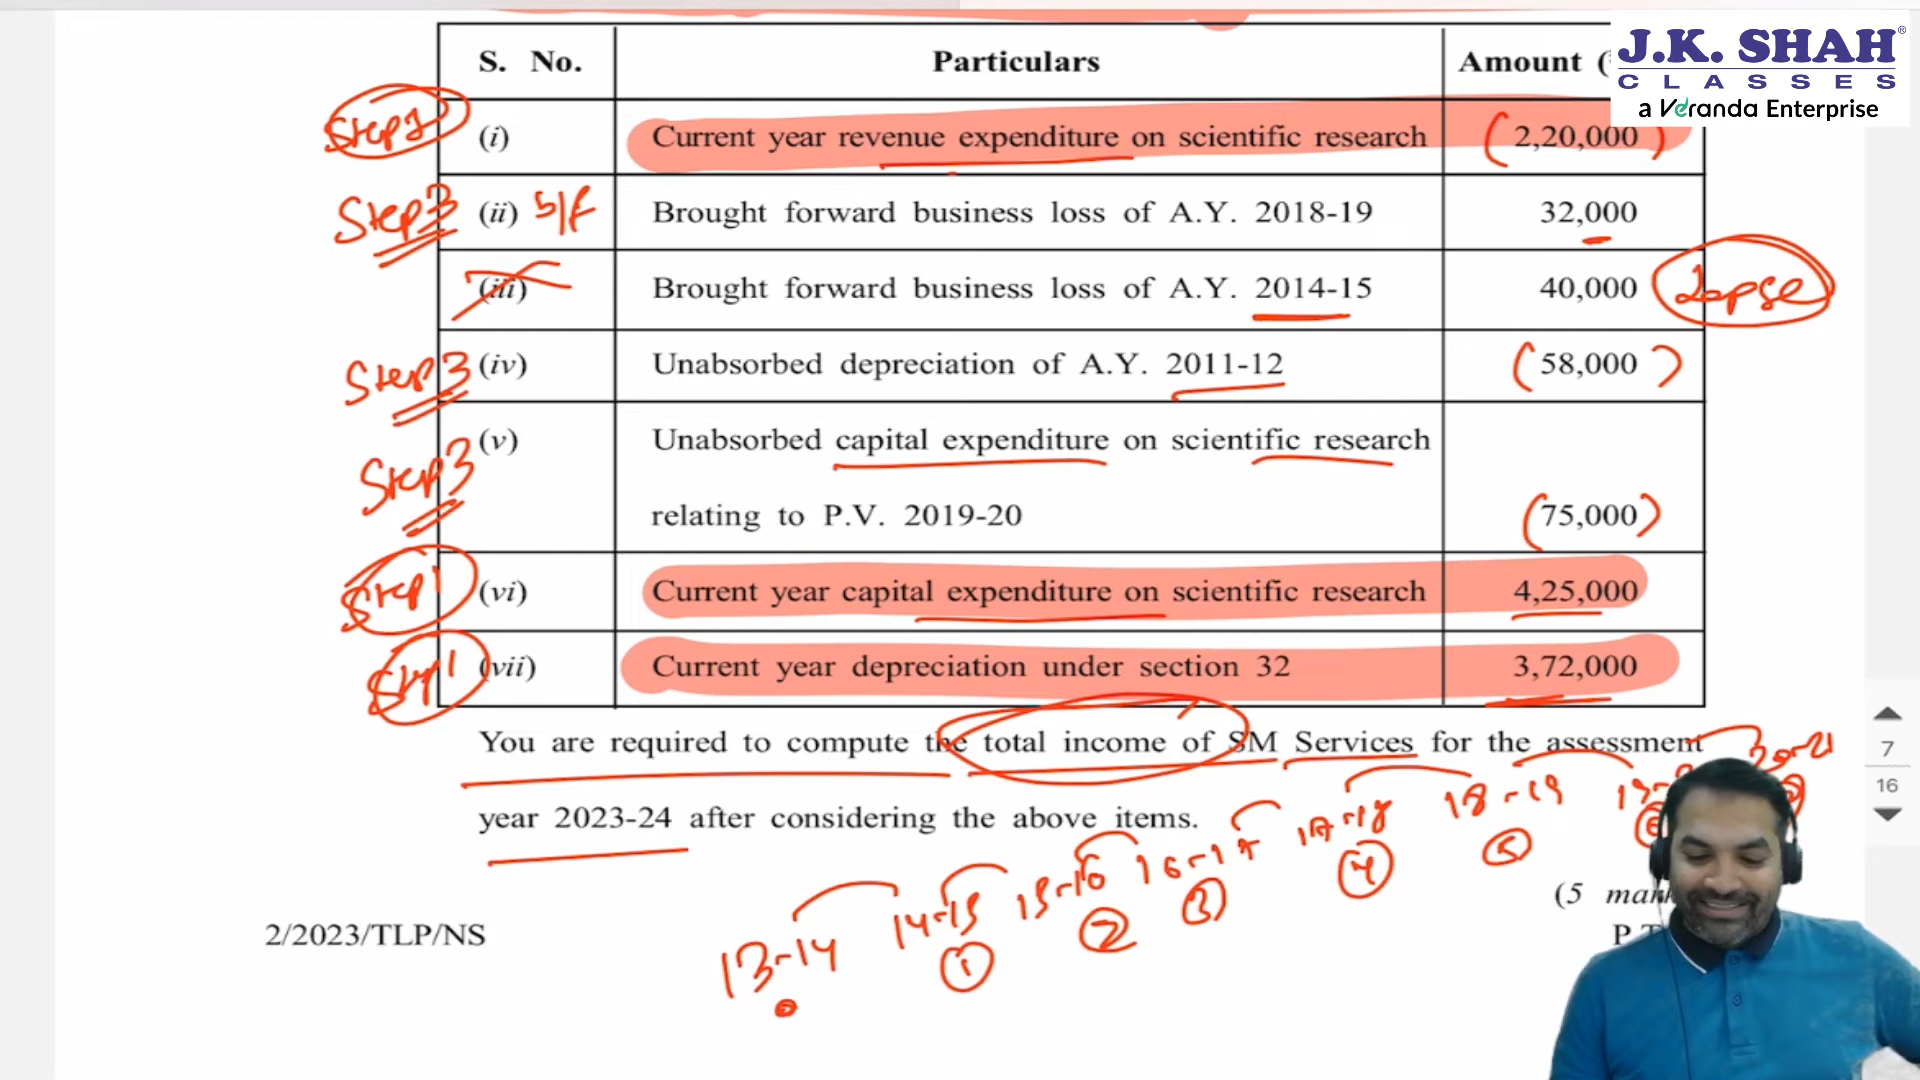 J.K. SHAH®
CLASSES
a Veranda Enterprise
S. No. Particulars Amount (
Step 1 (i) Current year revenue expenditure on scientific research (2,20,000)
Step 3 (ii) b/f Brought forward business loss of A.Y. 2018-19 32,000
(iii) Brought forward business loss of A.Y. 2014-15 40,000 Lapse
Step 3 (iv) Unabsorbed depreciation of A.Y. 2011-12 (58,000)
Step 3 (v) Unabsorbed capital expenditure on scientific research
relating to P.V. 2019-20 (75,000)
Step 1 (vi) Current year capital expenditure on scientific research 4,25,000
Step 1 (vii) Current year depreciation under section 32 3,72,000
You are required to compute the total income of SM Services for the assessment
year 2023-24 after considering the above items.
7
16
13-14 14-15 15-16 16-17 17-18 18-19
1 2 3 4 5
(5
2/2023/TLP/NS